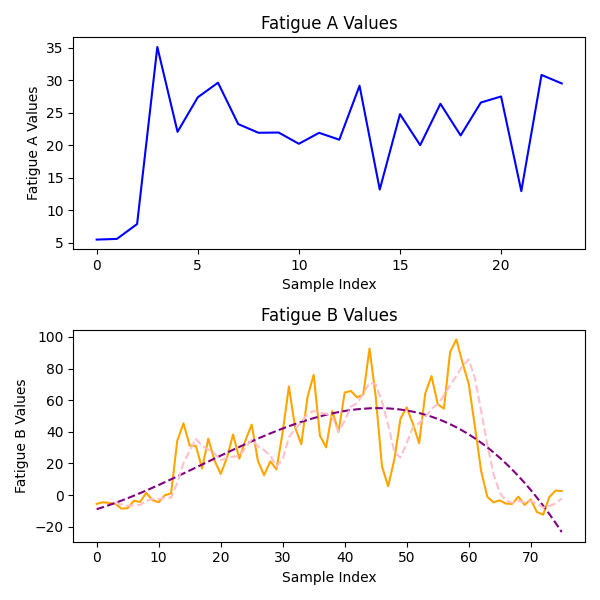 Fatigue A Values
35
30
25
20
15
10
5
Fatigue A Values
0 5 10 15 20
Sample Index
Fatigue B Values
100
80
60
40
20
0
−20
Fatigue B Values
0 10 20 30 40 50 60 70
Sample Index